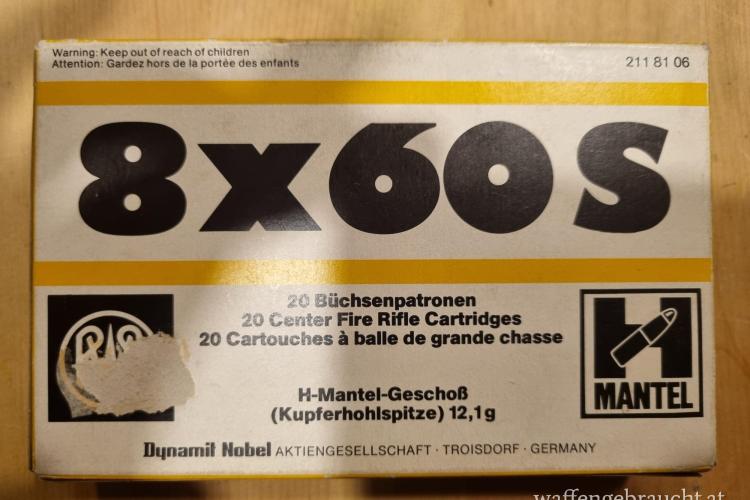 Warning: Keep out of reach of children
Attention: Gardez hors de la portée des enfants
211 81 06
8x60 S
20 Büchsenpatronen
20 Center Fire Rifle Cartridges
20 Cartouches à balle de grande chasse
H-Mantel-Geschoß
(Kupferhohlspitze) 12,1g
H
MANTEL
Dynamit Nobel AKTIENGESELLSCHAFT · TROISDORF · GERMANY
waffengebraucht.at